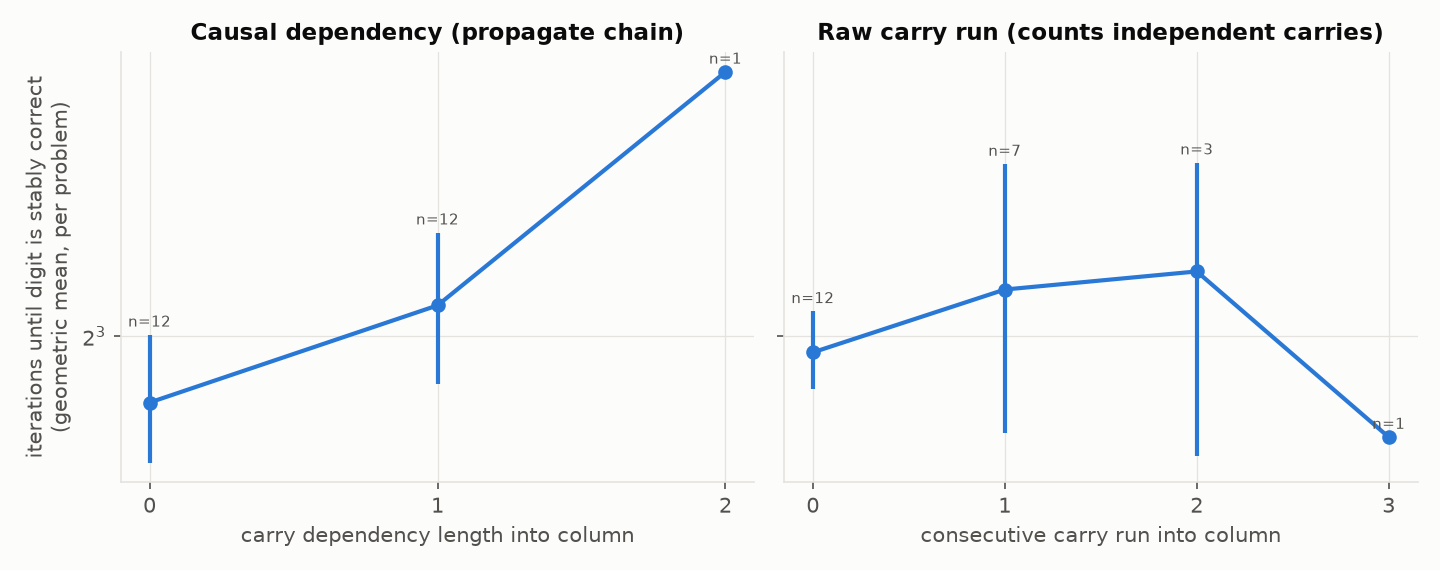 Causal dependency (propagate chain)
Raw carry run (counts independent carries)
iterations until digit is stably correct
(geometric mean, per problem)
2³
n=12
n=12
n=1
0
1
2
carry dependency length into column
n=12
n=7
n=3
n=1
0
1
2
3
consecutive carry run into column